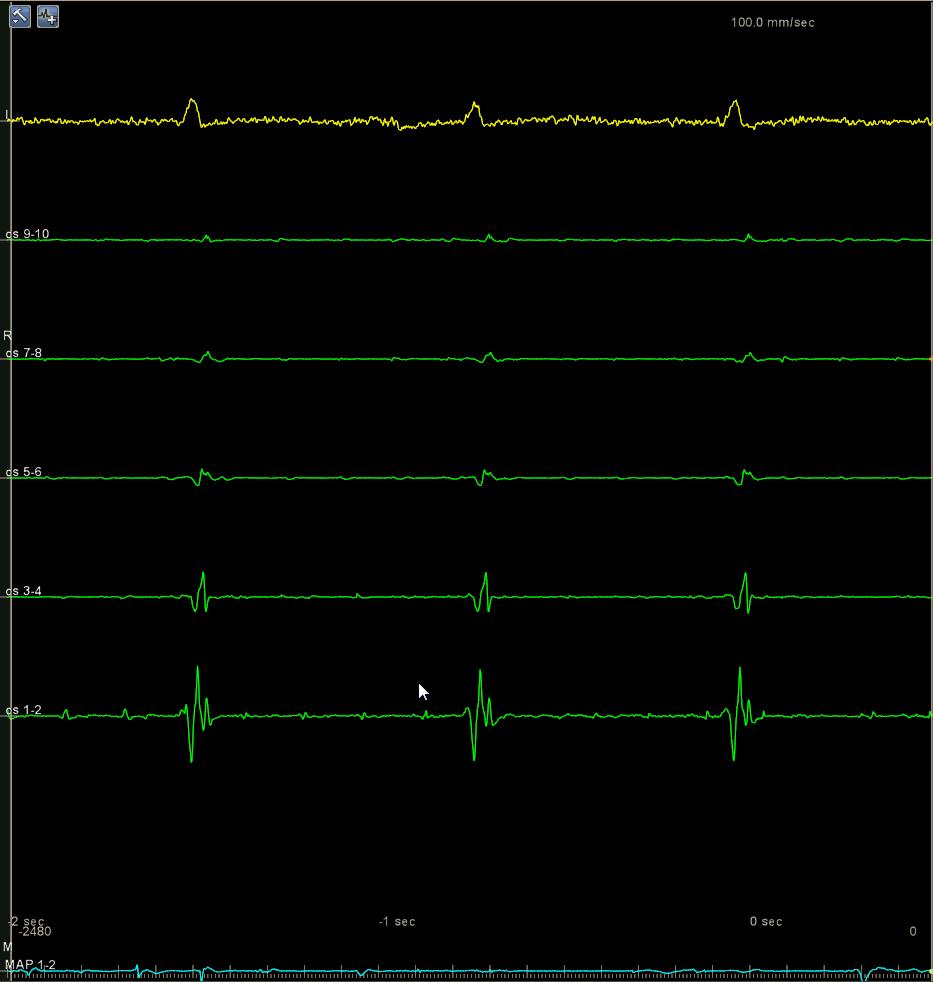 100.0 mm/sec
I
cs 9-10
R
cs 7-8
cs 5-6
cs 3-4
cs 1-2
-2 sec
-1 sec
0 sec
-2480
0
M
MAP 1-2